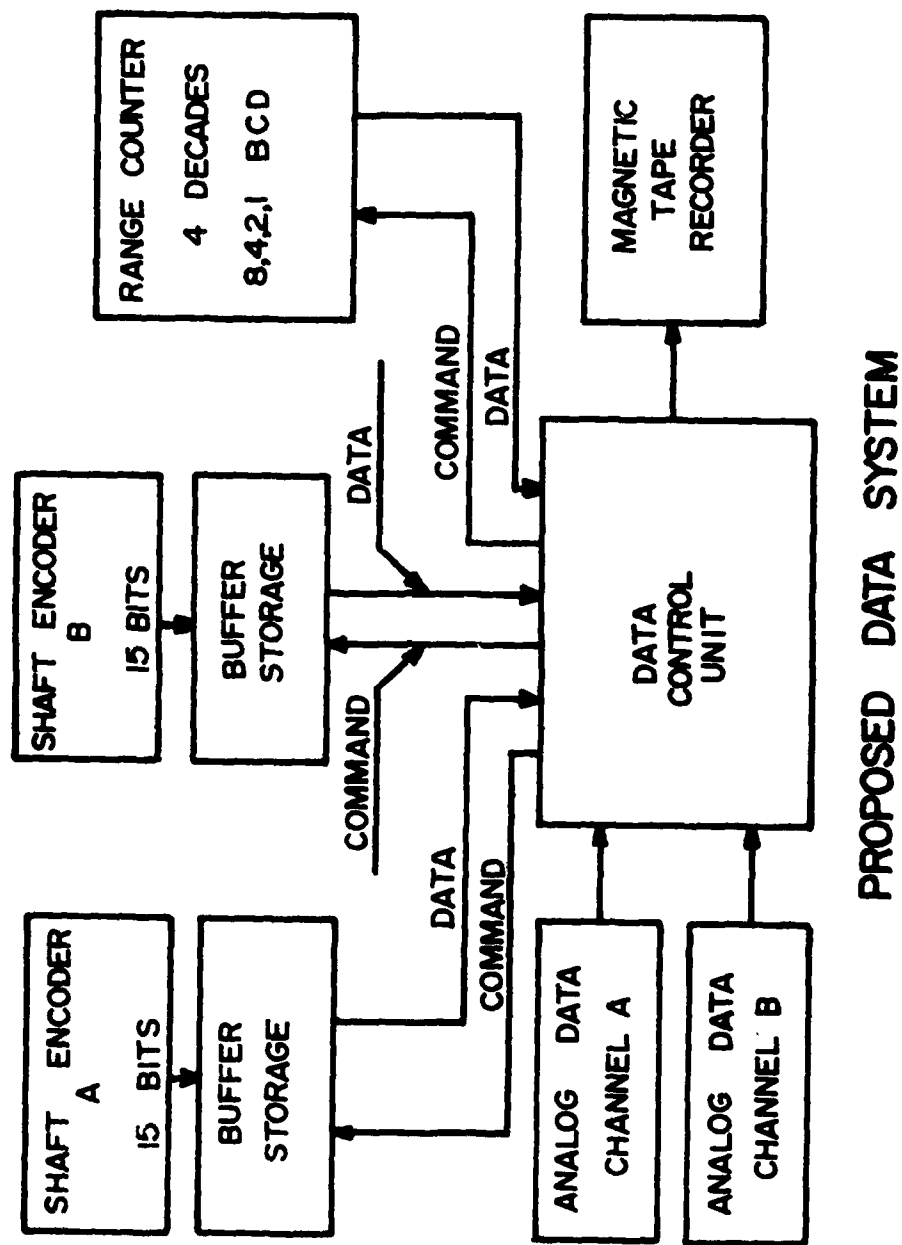 SHAFT ENCODER
A
15 BITS
BUFFER
STORAGE
SHAFT ENCODER
B
15 BITS
BUFFER
STORAGE
RANGE COUNTER
4 DECADES
8,4,2,1 BCD
DATA
COMMAND
COMMAND
DATA
COMMAND
DATA
ANALOG DATA
CHANNEL A
ANALOG DATA
CHANNEL B
DATA
CONTROL
UNIT
MAGNETIC
TAPE
RECORDER
PROPOSED DATA SYSTEM